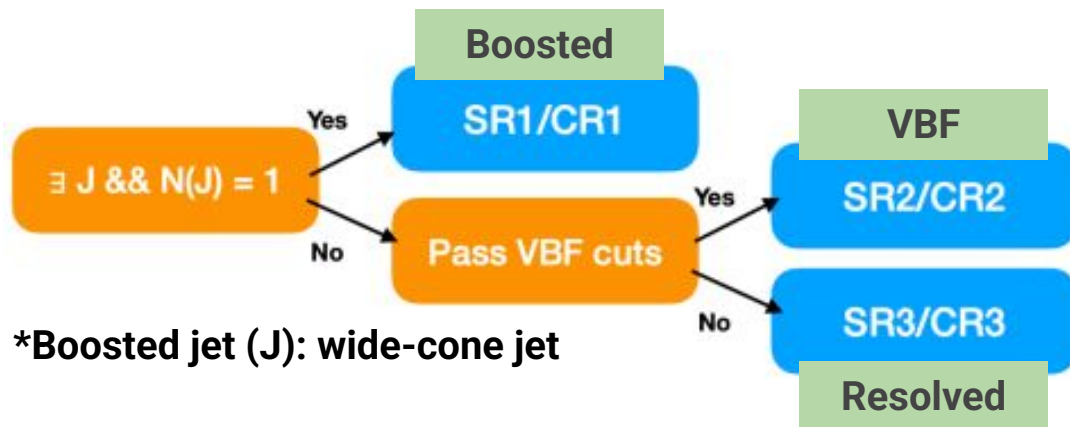 Boosted
SR1/CR1
Yes
∃ J && N(J) = 1
No
VBF
SR2/CR2
Yes
Pass VBF cuts
No
SR3/CR3
Resolved
*Boosted jet (J): wide-cone jet